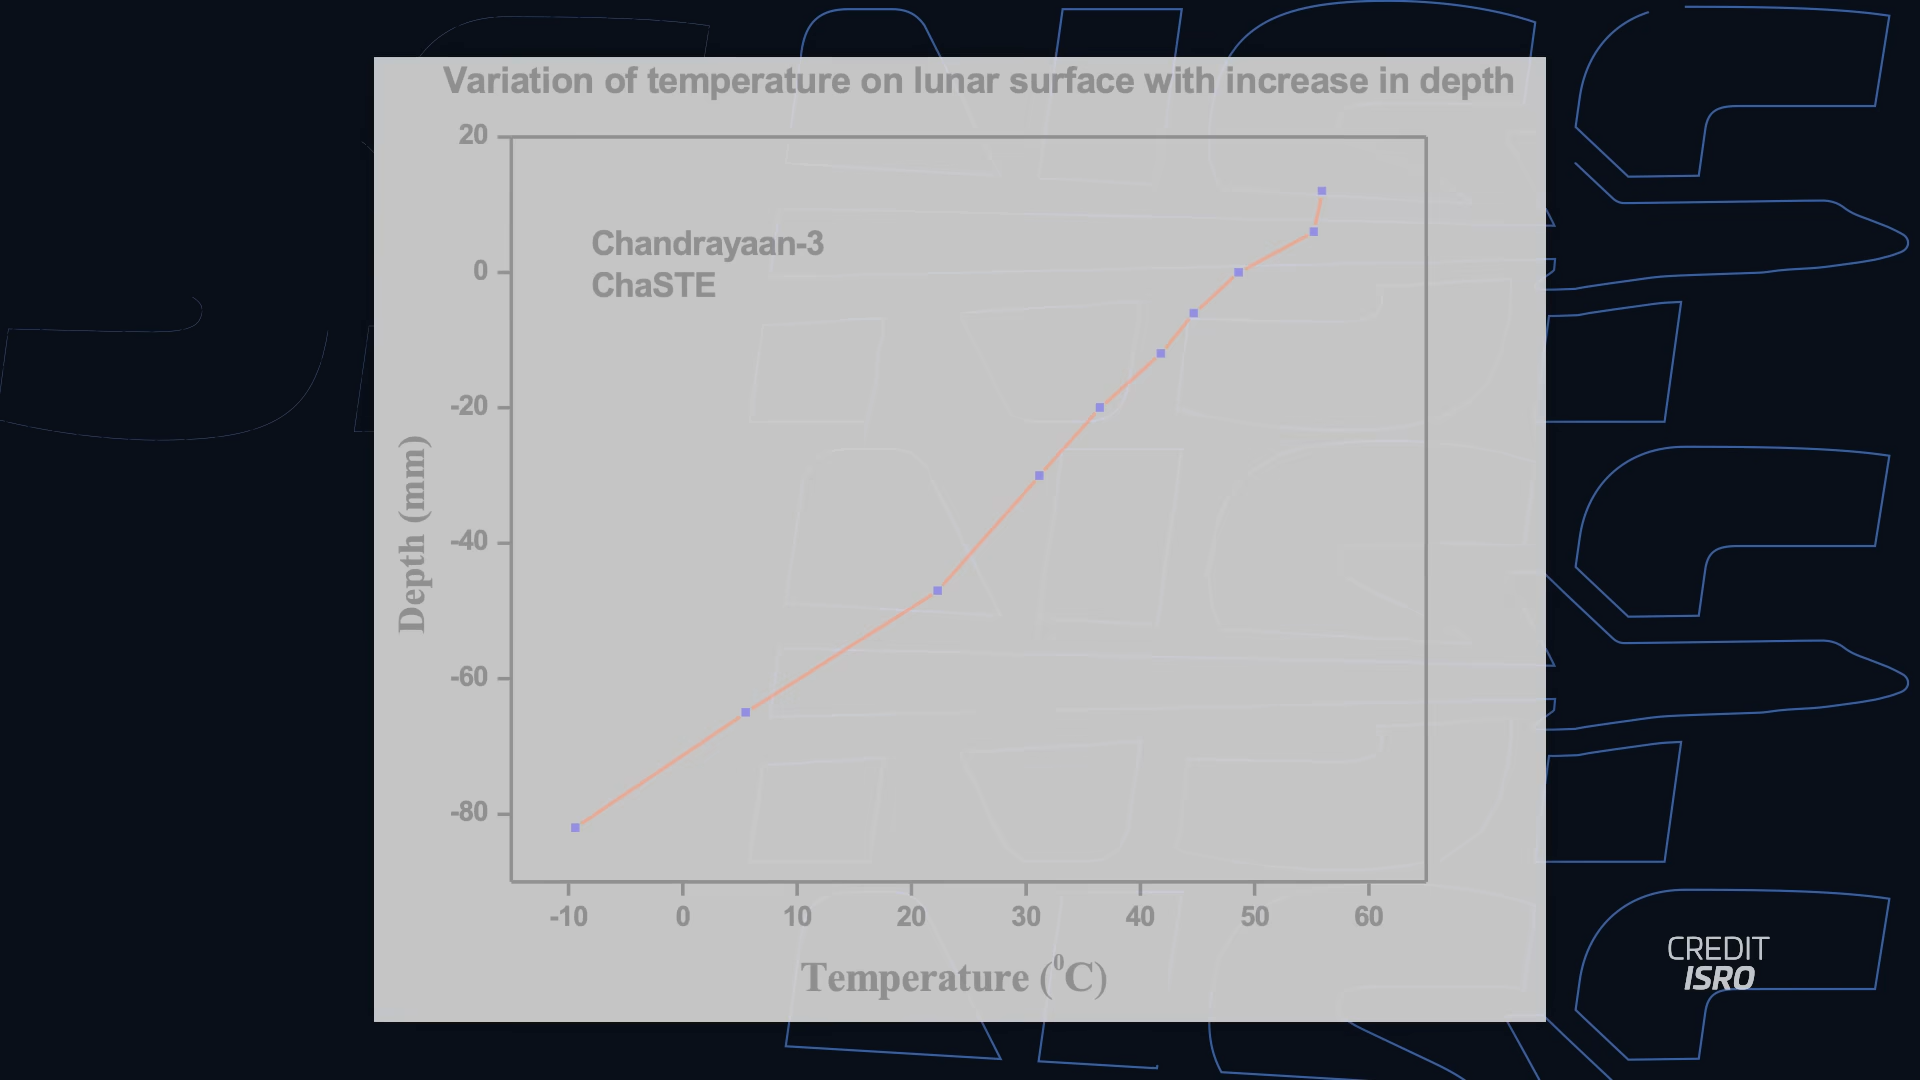 Variation of temperature on lunar surface with increase in depth
20
Chandrayaan-3
ChaSTE
0
-20
-40
Depth (mm)
-60
-80
-10 0 10 20 30 40 50 60
Temperature (⁰C)
CREDIT
ISRO